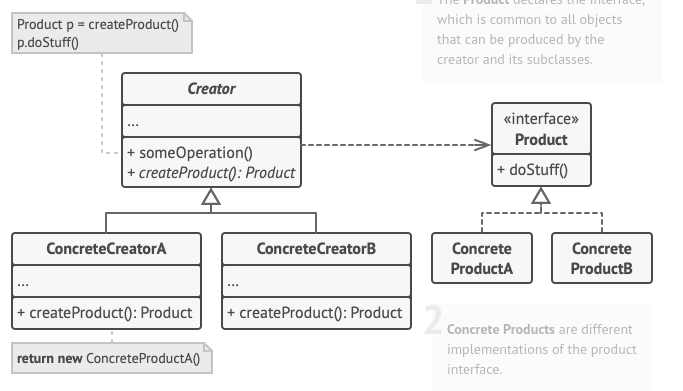 The Product declares the interface,
which is common to all objects
that can be produced by the
creator and its subclasses.
Product p = createProduct()
p.doStuff()
Creator
...
+ someOperation()
+ createProduct(): Product
«interface»
Product
+ doStuff()
ConcreteCreatorA
...
+ createProduct(): Product
ConcreteCreatorB
...
+ createProduct(): Product
Concrete
ProductA
Concrete
ProductB
return new ConcreteProductA()
2
Concrete Products are different
implementations of the product
interface.